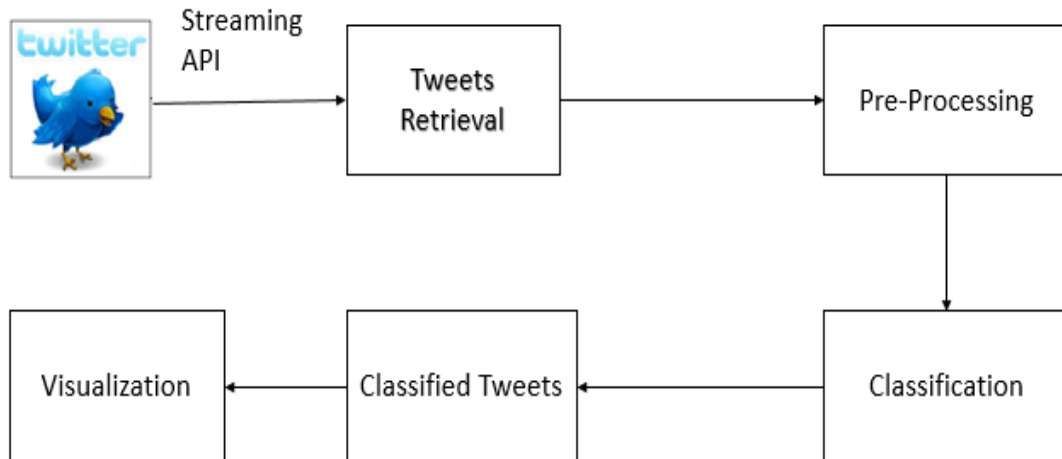 twitter
Streaming
API
Tweets
Retrieval
Pre-Processing
Visualization
Classified Tweets
Classification